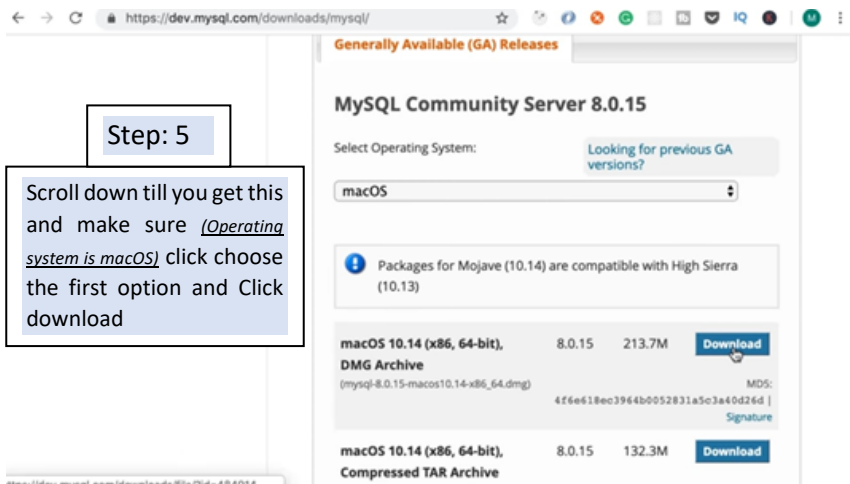 https://dev.mysql.com/downloads/mysql/
IQ
M
Generally Available (GA) Releases
MySQL Community Server 8.0.15
Step: 5
Select Operating System:
Looking for previous GA
versions?
Scroll down till you get this
and make sure (Operating
system is macOS) click choose
the first option and Click
download
macOS
Packages for Mojave (10.14) are compatible with High Sierra
(10.13)
macOS 10.14 (x86, 64-bit),
DMG Archive
8.0.15
213.7M
Download
(mysql-8.0.15-macos10.14-x86_64.dmg)
MD5:
4f6e618ec3964b0052831a5c3a40d26d |
Signature
macOS 10.14 (x86, 64-bit),
Compressed TAR Archive
8.0.15
132.3M
Download